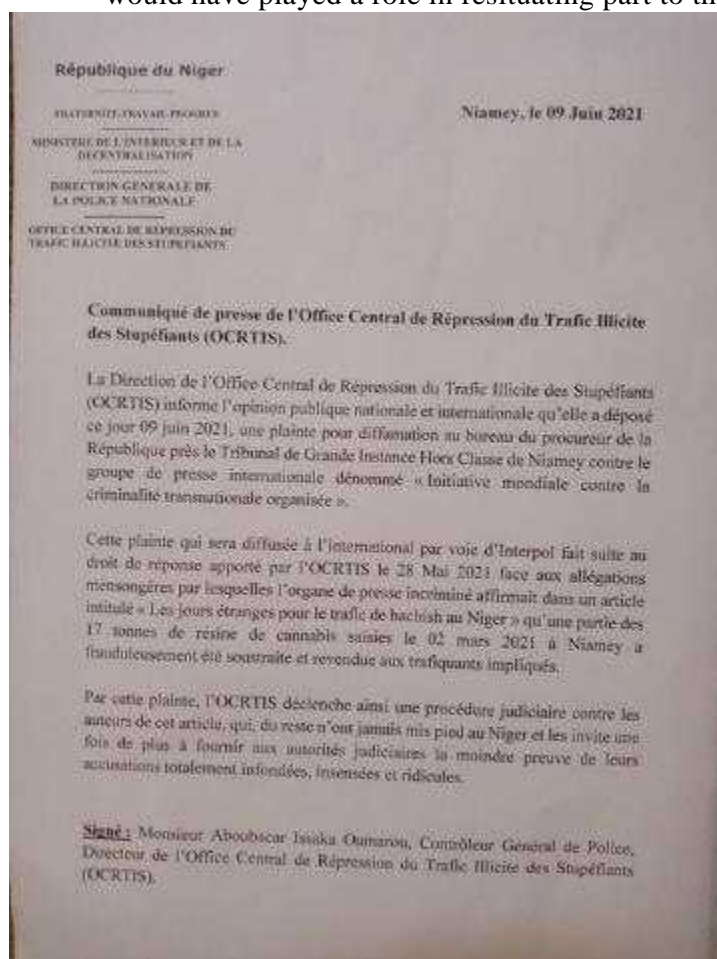 would have played a role in resituating part to th
République du Niger
FRATERNITE-TRAVAIL-PROGRES
MINISTERE DE L'INTERIEUR ET DE LA
DECENTRALISATION
DIRECTION GENERALE DE
LA POLICE NATIONALE
OFFICE CENTRAL DE REPRESSION DU
TRAFIC ILLICITE DES STUPEFIANTS
Niamey, le 09 Juin 2021
Communiqué de presse de l'Office Central de Répression du Trafic Illicite
des Stupéfiants (OCRTIS).
La Direction de l'Office Central de Répression du Trafic Illicite des Stupéfiants
(OCRTIS) informe l'opinion publique nationale et internationale qu'elle a déposé
ce jour 09 juin 2021, une plainte pour diffamation au bureau du procureur de la
République près le Tribunal de Grande Instance Hors Classe de Niamey contre le
groupe de presse internationale dénommé « Initiative mondiale contre la
criminalité transnationale organisée ».
Cette plainte qui sera diffusée à l'international par voie d'Interpol fait suite au
droit de réponse apporté par l'OCRTIS le 28 Mai 2021 face aux allégations
mensongères par lesquelles l'organe de presse incriminé affirmait dans un article
intitulé « Les jours étranges pour le trafic de hachish au Niger » qu'une partie des
17 tonnes de résine de cannabis saisies le 02 mars 2021 à Niamey a
frauduleusement été soustraite et revendue aux trafiquants impliqués.
Par cette plainte, l'OCRTIS déclenche ainsi une procédure judiciaire contre les
auteurs de cet article, qui, du reste n'ont jamais mis pied au Niger et les invite une
fois de plus à fournir aux autorités judiciaires la moindre preuve de leurs
accusations totalement infondées, insensées et ridicules.
Signé : Monsieur Aboubacar Issaka Oumarou, Contrôleur Général de Police,
Directeur de l'Office Central de Répression du Trafic Illicite des Stupéfiants
(OCRTIS).